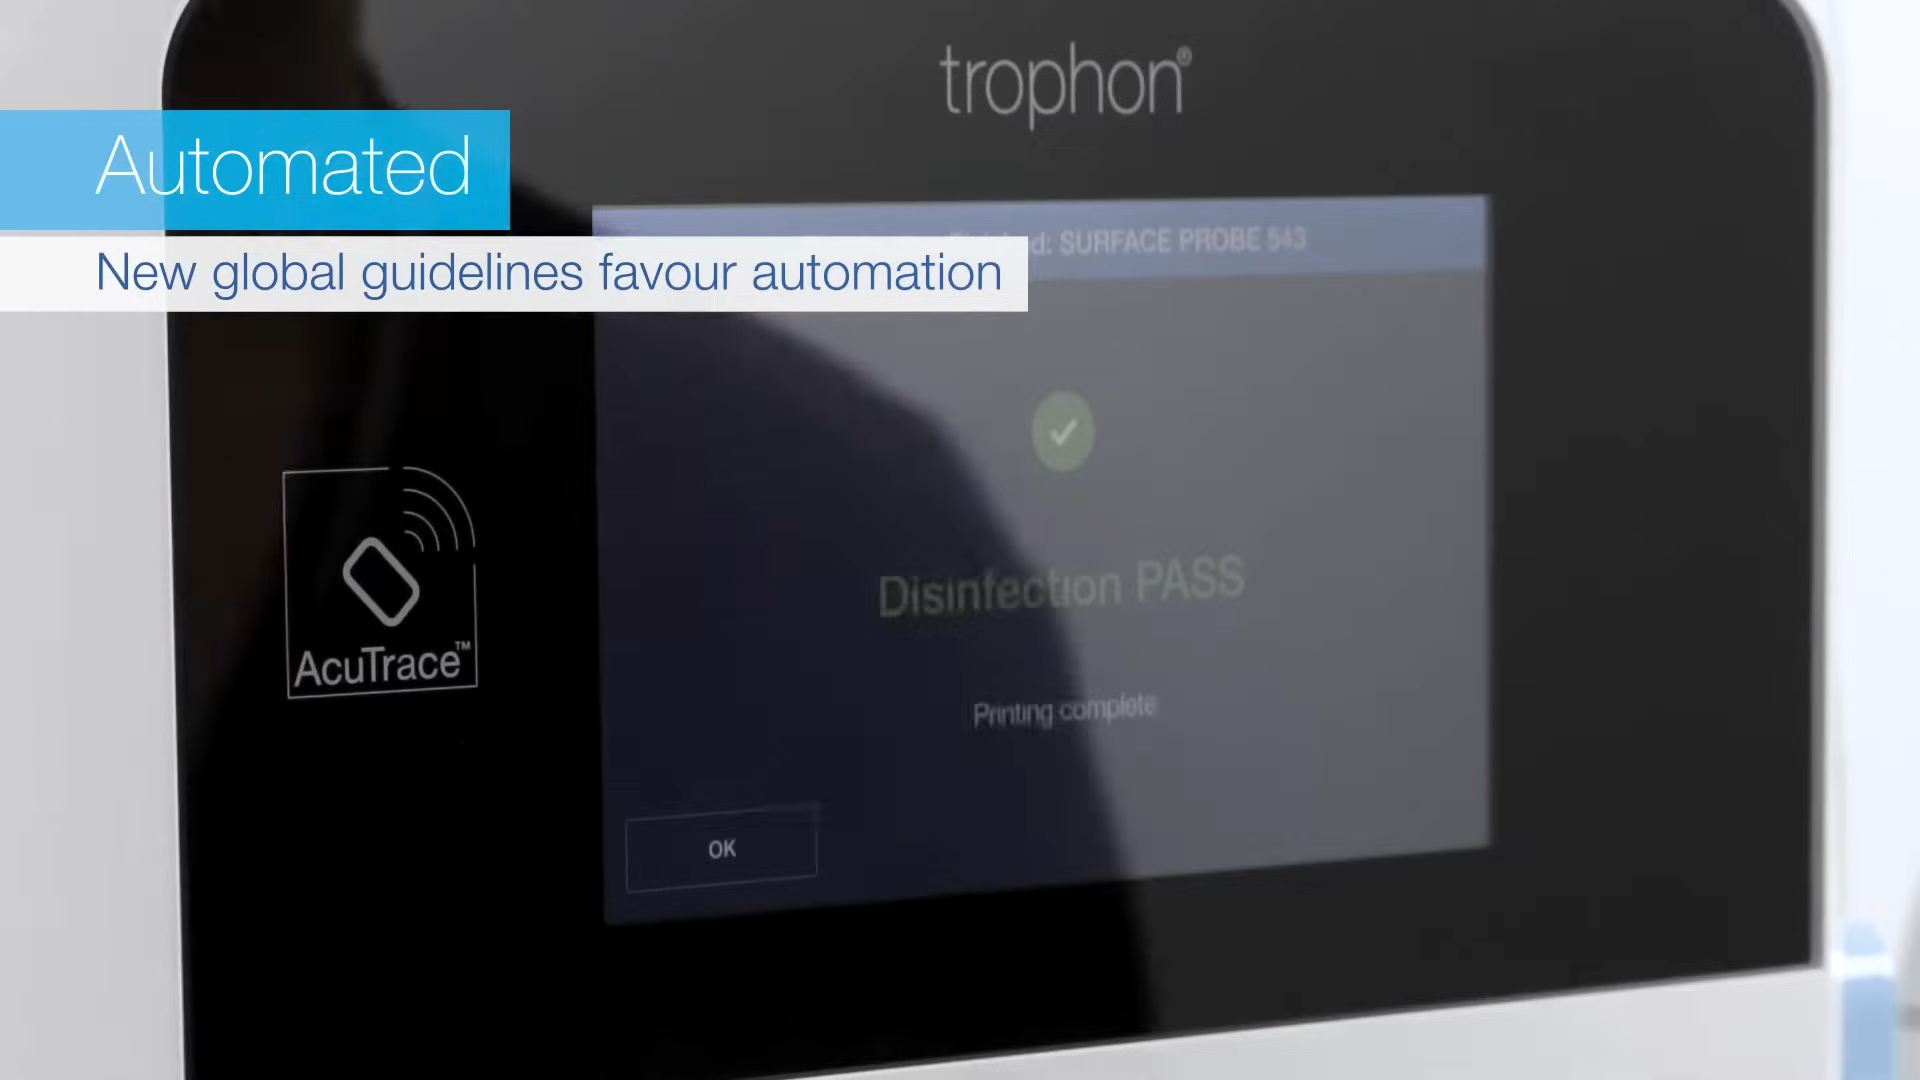 trophon®
Automated
d: SURFACE PROBE 543
New global guidelines favour automation
Disinfection PASS
AcuTrace™
Printing complete
OK